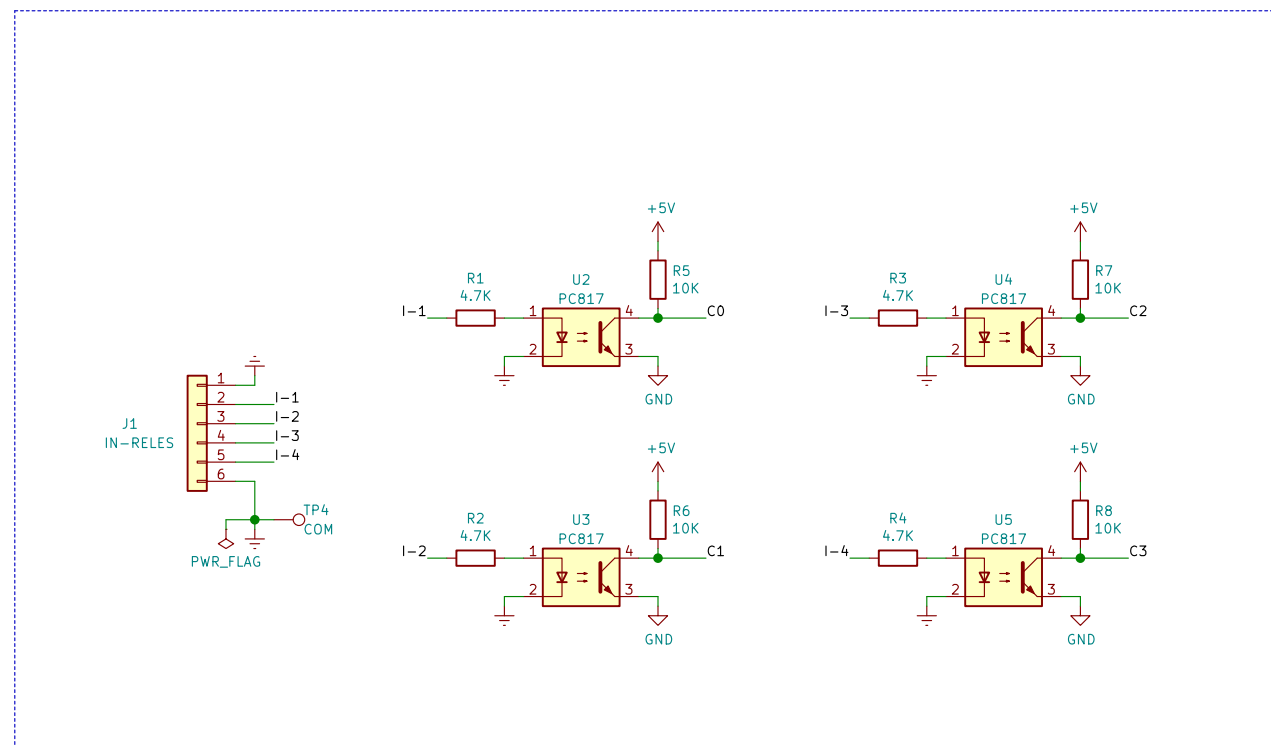 +5V
+5V
R1
4.7K
U2
PC817
R5
10K
R3
4.7K
U4
PC817
R7
10K
I-1
1
4
C0
I-3
1
4
C2
2
3
2
3
GND
GND
J1
IN-RELES
1
2
I-1
3
I-2
4
I-3
5
I-4
6
TP4
COM
PWR_FLAG
+5V
+5V
R2
4.7K
U3
PC817
R6
10K
R4
4.7K
U5
PC817
R8
10K
I-2
1
4
C1
I-4
1
4
C3
2
3
2
3
GND
GND